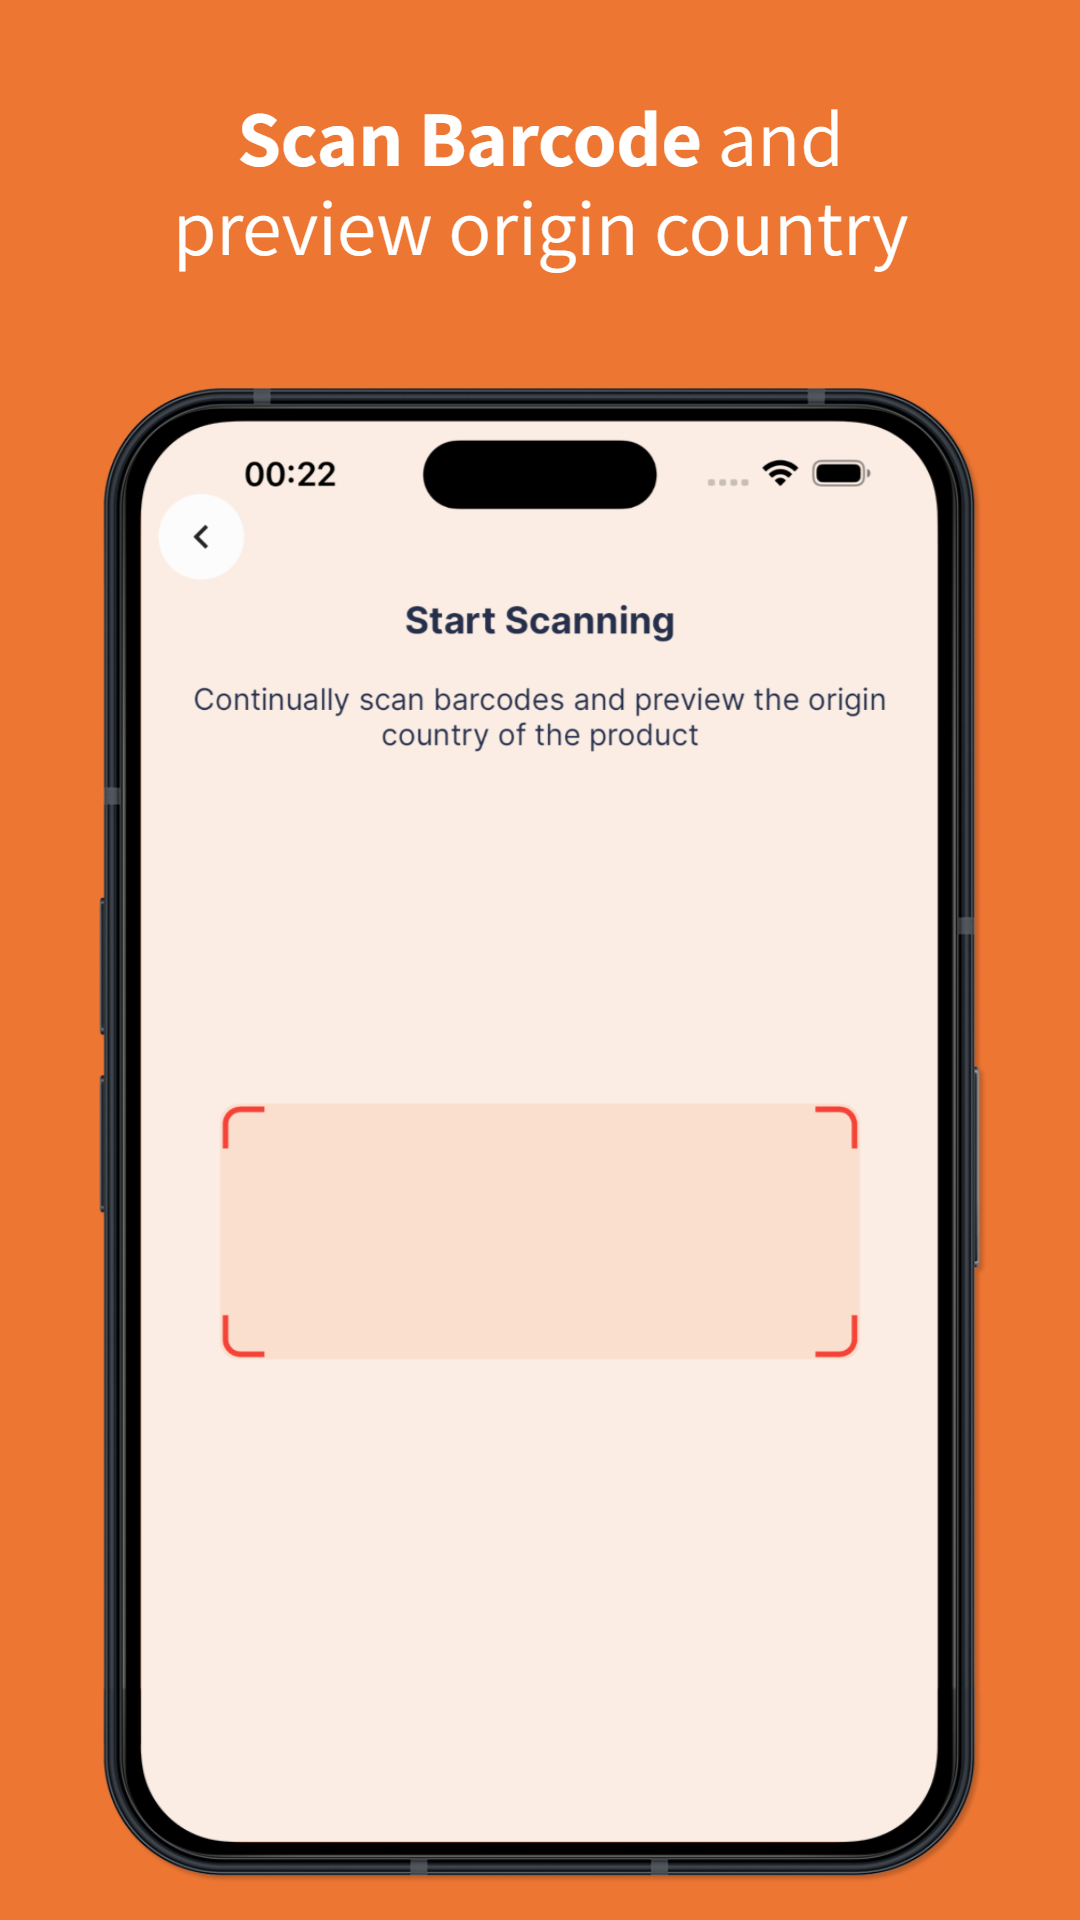 Scan Barcode and
preview origin country
00:22
Start Scanning
Continually scan barcodes and preview the origin
country of the product